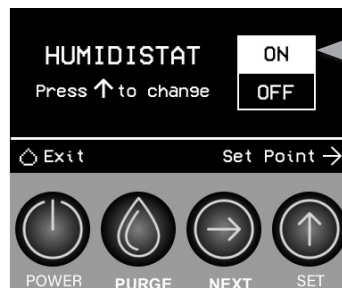 HUMIDISTAT
Press ↑ to change
ON
OFF
Exit
Set Point →
POWER
PURGE
NEXT
SET